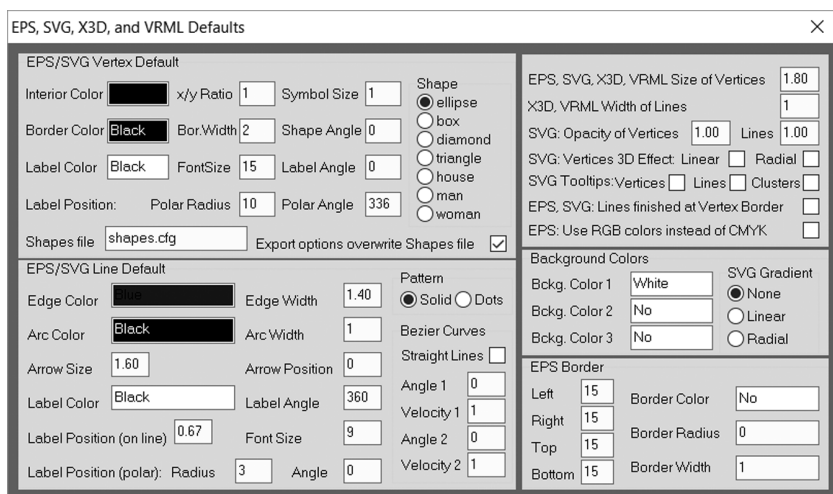 EPS, SVG, X3D, and VRML Defaults
EPS/SVG Vertex Default
Interior Color x/y Ratio 1 Symbol Size 1
Border Color Black Bor.Width 2 Shape Angle 0
Label Color Black FontSize 15 Label Angle 0
Label Position: Polar Radius 10 Polar Angle 336
Shapes file shapes.cfg Export options overwrite Shapes file
Shape
ellipse
box
diamond
triangle
house
man
woman
EPS/SVG Line Default
Edge Color Blue Edge Width 1.40
Arc Color Black Arc Width 1
Arrow Size 1.60 Arrow Position 0
Label Color Black Label Angle 360
Label Position (on line) 0.67 Font Size 9
Label Position (polar): Radius 3 Angle 0
Pattern
Solid Dots
Bezier Curves
Straight Lines
Angle 1 0
Velocity 1 1
Angle 2 0
Velocity 2 1
EPS, SVG, X3D, VRML Size of Vertices 1.80
X3D, VRML Width of Lines 1
SVG: Opacity of Vertices 1.00 Lines 1.00
SVG: Vertices 3D Effect: Linear Radial
SVG Tooltips: Vertices Lines Clusters
EPS, SVG: Lines finished at Vertex Border
EPS: Use RGB colors instead of CMYK
Background Colors
Bckg. Color 1 White
Bckg. Color 2 No
Bckg. Color 3 No
SVG Gradient
None
Linear
Radial
EPS Border
Left 15
Right 15
Top 15
Bottom 15
Border Color No
Border Radius 0
Border Width 1